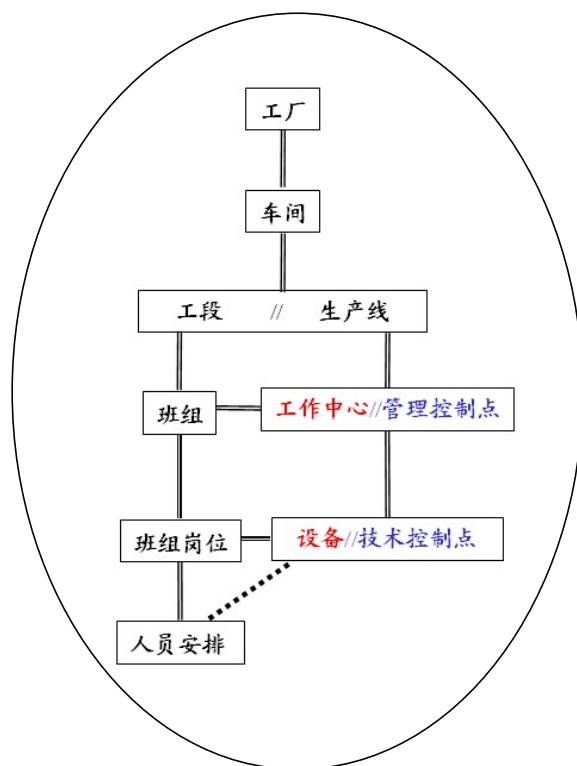 工厂
车间
工段 // 生产线
班组
工作中心//管理控制点
班组岗位
设备//技术控制点
人员安排